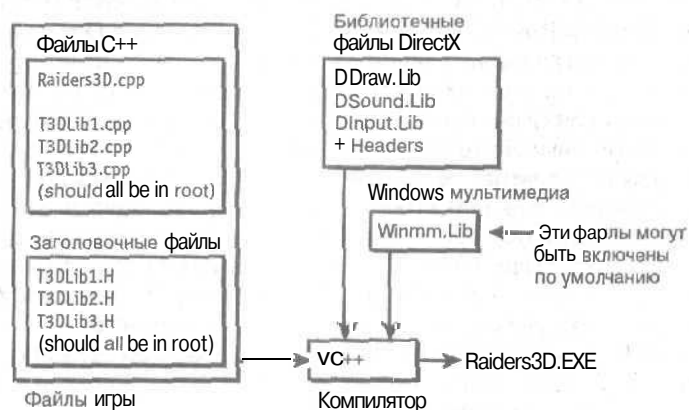 Файлы C++
Raiders3D.cpp
T3DLib1.cpp
T3DLib2.cpp
T3DLib3.cpp
(should all be in root)
Заголовочные файлы
T3DLib1.H
T3DLib2.H
T3DLib3.H
(should all be in root)
Файлы игры
Библиотечные
файлы DirectX
DDraw.Lib
DSound.Lib
DInput.Lib
+ Headers
Windows мультимедиа
Winmm.Lib
Эти фарлы могут
быть включены
по умолчанию
VC++
Raiders3D.EXE
Компилятор